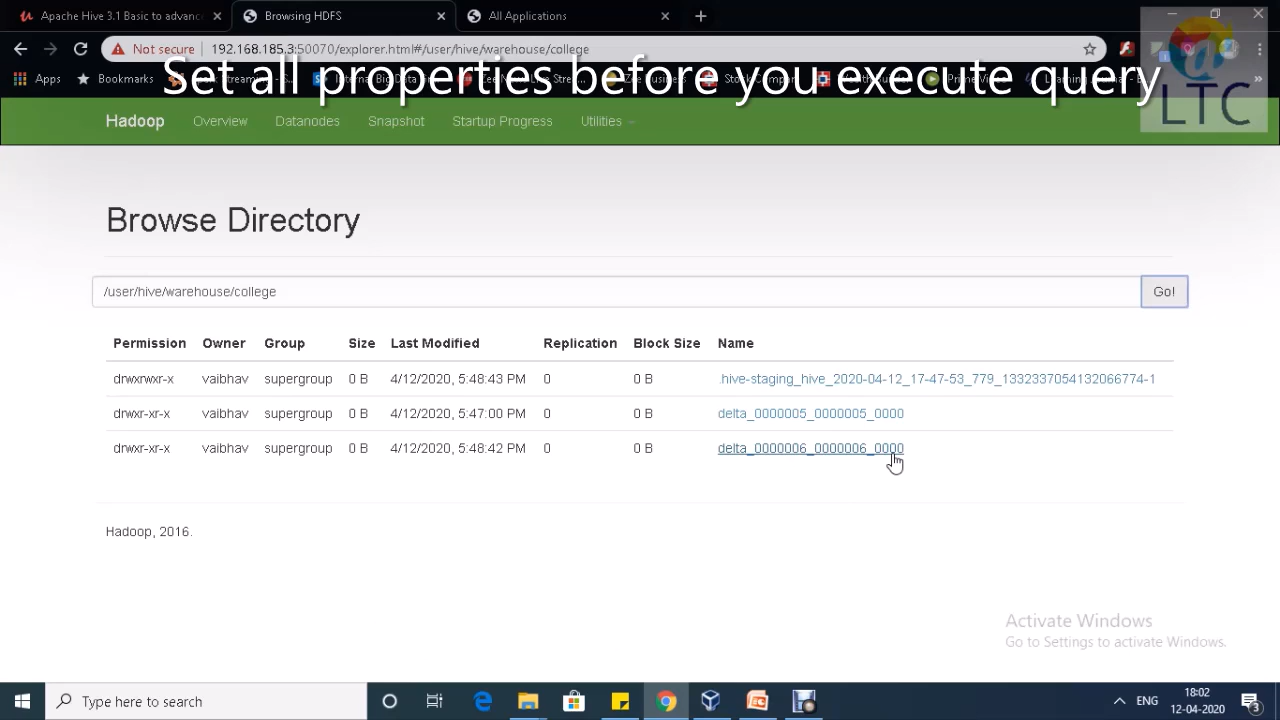 Apache Hive 3.1 Basic to advanc
Browsing HDFS
All Applications
Not secure
192.168.185.3:50070/explorer.html#/user/hive/warehouse/college
Apps
Bookmarks
Set all properties before you execute query
LTC
Hadoop
Overview
Datanodes
Snapshot
Startup Progress
Utilities
Browse Directory
/user/hive/warehouse/college
Go!
Permission Owner Group Size Last Modified Replication Block Size Name
drwxrwxr-x vaibhav supergroup 0 B 4/12/2020, 5:48:43 PM 0 0 B .hive-staging_hive_2020-04-12_17-47-53_779_1332337054132066774-1
drwxr-xr-x vaibhav supergroup 0 B 4/12/2020, 5:47:00 PM 0 0 B delta_0000005_0000005_0000
drwxr-xr-x vaibhav supergroup 0 B 4/12/2020, 5:48:42 PM 0 0 B delta_0000006_0000006_0000
Hadoop, 2016.
Activate Windows
Go to Settings to activate Windows.
Type here to search
ENG
18:02
12-04-2020
3